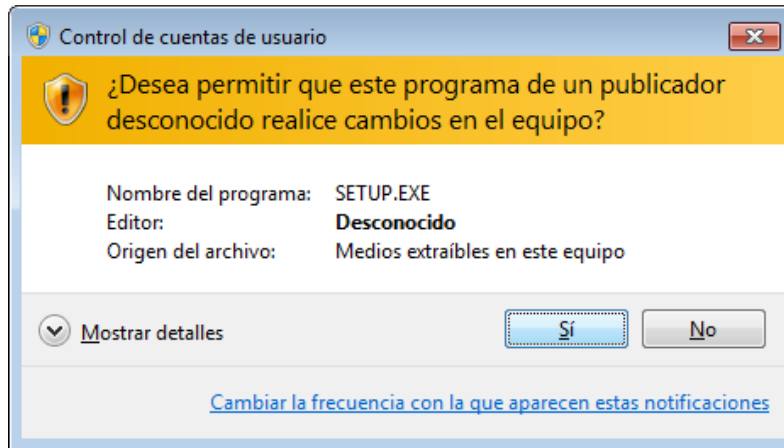 Control de cuentas de usuario
¿Desea permitir que este programa de un publicador
desconocido realice cambios en el equipo?
Nombre del programa: SETUP.EXE
Editor: Desconocido
Origen del archivo: Medios extraíbles en este equipo
Mostrar detalles Sí No
Cambiar la frecuencia con la que aparecen estas notificaciones